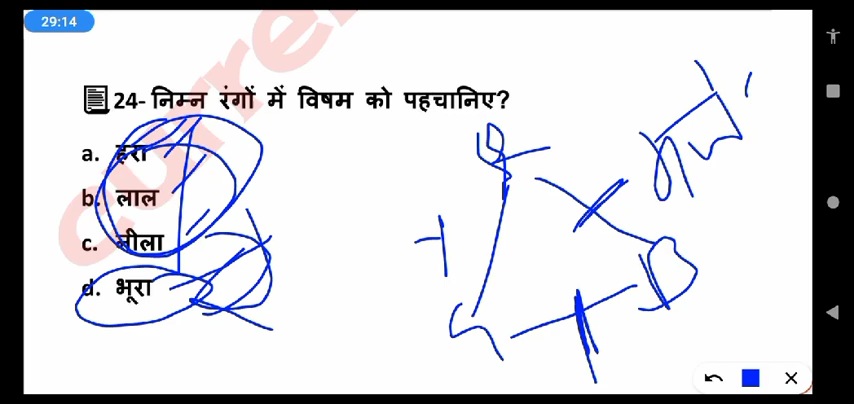 29:14
24- निम्न रंगों में विषम को पहचानिए?
a. हरा
b. लाल
c. नीला
d. भूरा